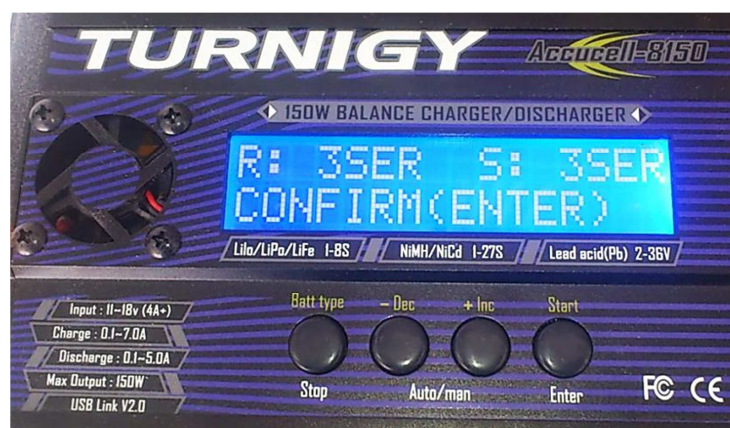 TURNIGY Accucell-8150
150W BALANCE CHARGER/DISCHARGER
R: 3SER S: 3SER
CONFIRM(ENTER)
LiIo/LiPo/LiFe 1-8S NiMH/NiCd 1-27S Lead acid(Pb) 2-36V
Input : 11-18v (4A+)
Charge : 0.1-7.0A
Discharge : 0.1-5.0A
Max Output : 150W
USB Link V2.0
Batt type - Dec + Inc Start
Stop Auto/man Enter
FC CE